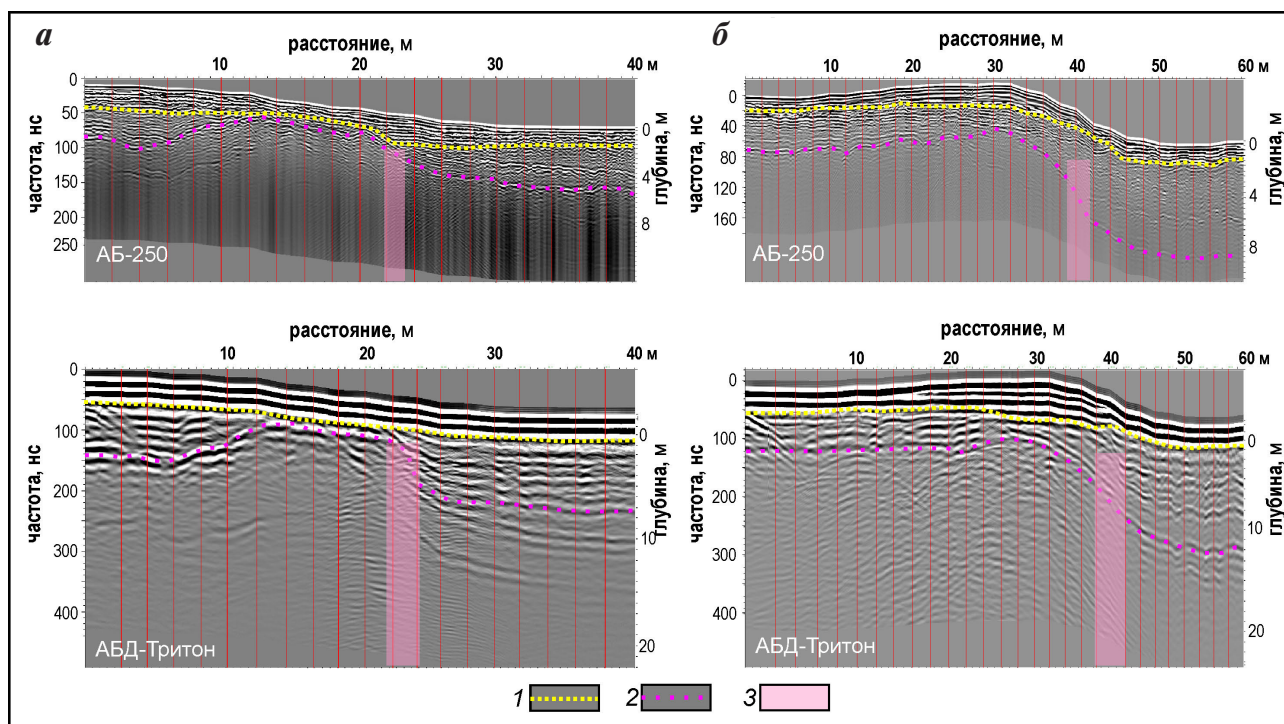 а
расстояние, м
10 20 30 40 м
0
50
100
150
200
250
частота, нс
0
4
8
глубина, м
АБ-250
б
расстояние, м
10 20 30 40 50 60 м
0
40
80
120
160
частота, нс
0
4
8
глубина, м
АБ-250
расстояние, м
10 20 30 40 м
0
100
200
300
400
частота, нс
0
10
20
глубина, м
АБД-Тритон
расстояние, м
10 20 30 40 50 60 м
0
100
200
300
400
частота, нс
0
10
20
глубина, м
АБД-Тритон
1 2 3